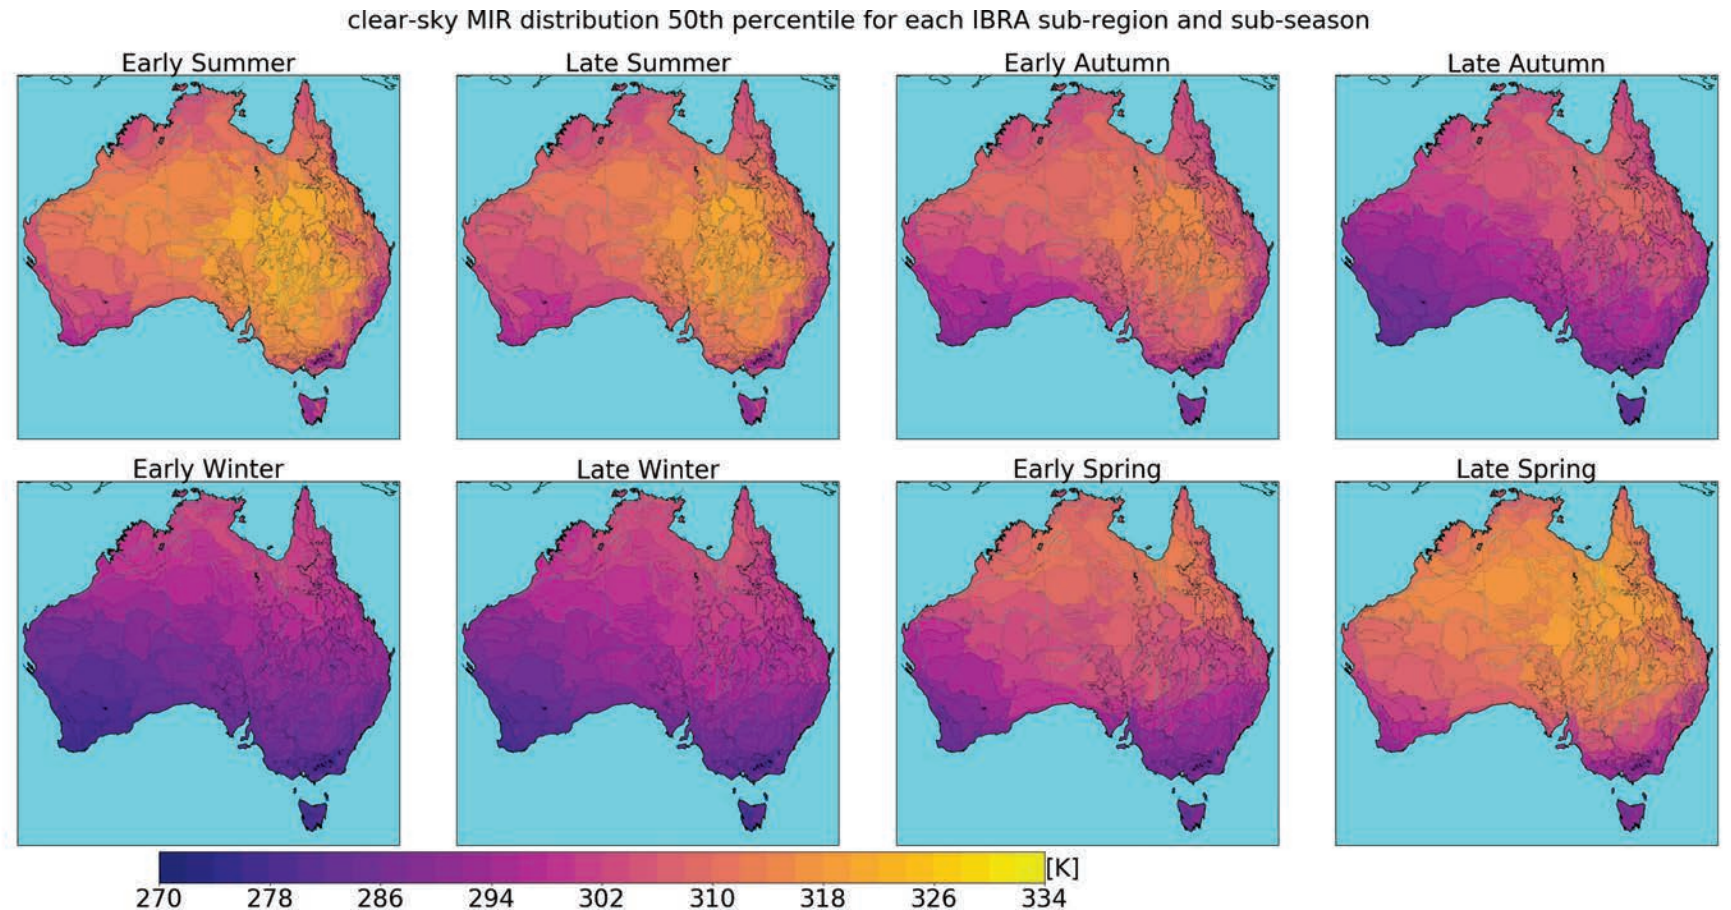 clear-sky MIR distribution 50th percentile for each IBRA sub-region and sub-season
Early Summer
Late Summer
Early Autumn
Late Autumn
Early Winter
Late Winter
Early Spring
Late Spring
[K]
270 278 286 294 302 310 318 326 334